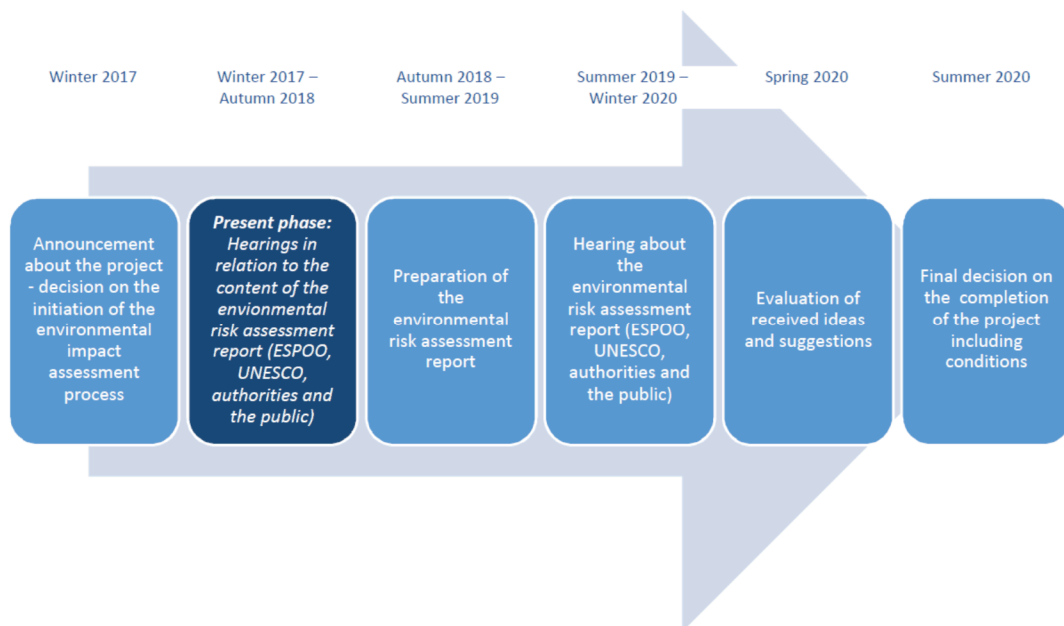 Winter 2017
Winter 2017 –
Autumn 2018
Autumn 2018 –
Summer 2019
Summer 2019 –
Winter 2020
Spring 2020
Summer 2020
Announcement
about the project
- decision on the
initiation of the
environmental
impact
assessment
process
Present phase:
Hearings in
relation to the
content of the
envionmental
risk assessment
report (ESPOO,
UNESCO,
authorities and
the public)
Preparation of
the
environmental
risk assessment
report
Hearing about
the
environmental
risk assessment
report (ESPOO,
UNESCO,
authorities and
the public)
Evaluation of
received ideas
and suggestions
Final decision on
the completion
of the project
including
conditions